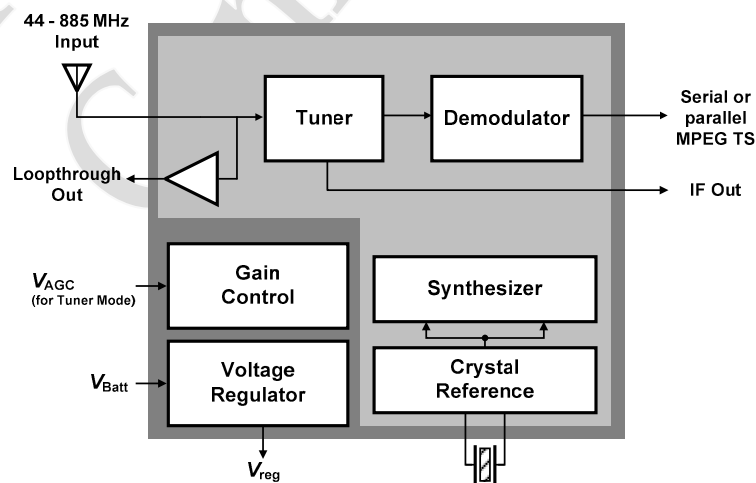 44 - 885 MHz
Input
Tuner
Demodulator
Serial or
parallel
MPEG TS
Loopthrough
Out
IF Out
VAGC
(for Tuner Mode)
Gain
Control
Synthesizer
VBatt
Voltage
Regulator
Crystal
Reference
Vreg